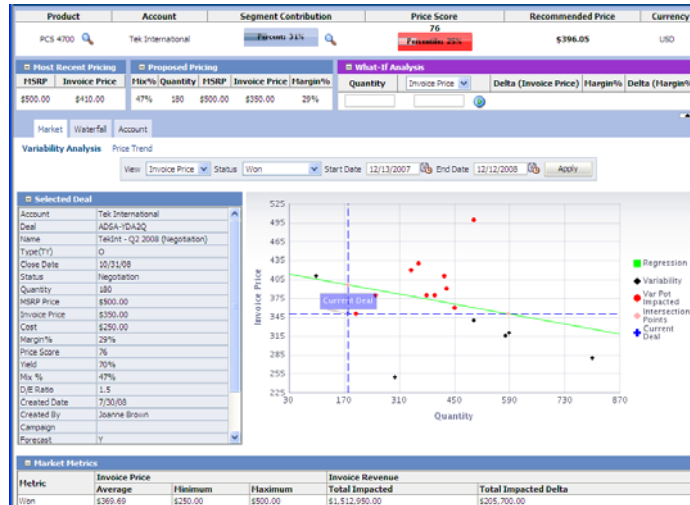 Product Account Segment Contribution Price Score Recommended Price Currency
PCS 4700 Tek International Percent: 31% 76 $396.05 USD
Percentile: 25%
Most Recent Pricing Proposed Pricing What-If Analysis
MSRP Invoice Price Mix% Quantity MSRP Invoice Price Margin% Quantity Invoice Price Delta (Invoice Price) Margin% Delta (Margin%
$500.00 $410.00 47% 180 $500.00 $350.00 29%
Market Waterfall Account
Variability Analysis Price Trend
View Invoice Price Status Won Start Date 12/13/2007 End Date 12/12/2008 Apply
Selected Deal
Account Tek International
Deal ADSA-YDA2Q
Name TekInt - Q2 2008 (Negotiation)
Type(TY) O
Close Date 10/31/08
Status Negotiation
Quantity 180
MSRP Price $500.00
Invoice Price $350.00
Cost $250.00
Margin% 29%
Price Score 76
Yield 70%
Mix % 47%
D/E Ratio 1.5
Created Date 7/30/08
Created By Joanne Brown
Campaign
Forecast Y
525
495
465
435
405
375
345
315
285
255
225
Invoice Price
Current Deal
30 170 310 450 590 730 870
Quantity
Regression
Variability
Var Pot
Impacted
Intersection
Points
Current
Deal
Market Metrics
Metric Invoice Price Invoice Revenue
Average Minimum Maximum Total Impacted Total Impacted Delta
Won $369.69 $250.00 $500.00 $1,512,950.00 $205,700.00